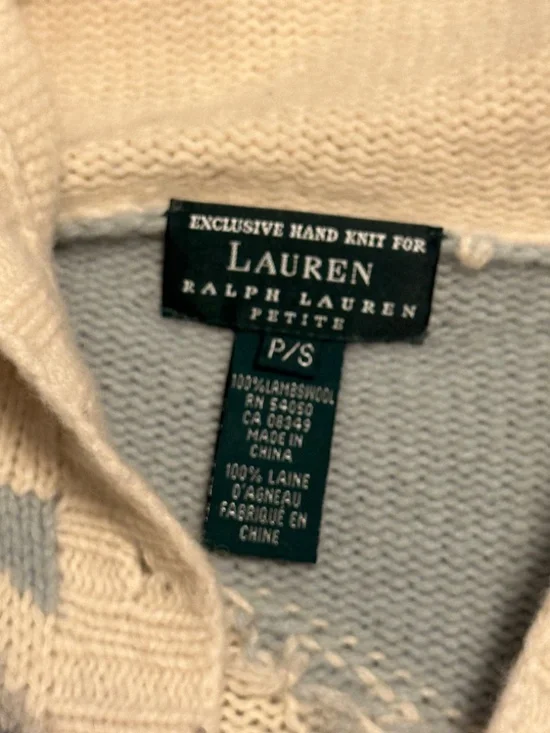 EXCLUSIVE HAND KNIT FOR
LAUREN
RALPH LAUREN
PETITE
P/S
100% LAMBSWOOL
RN 54050
CA 08349
MADE IN
CHINA
100% LAINE
D'AGNEAU
FABRIQUÉ EN
CHINE